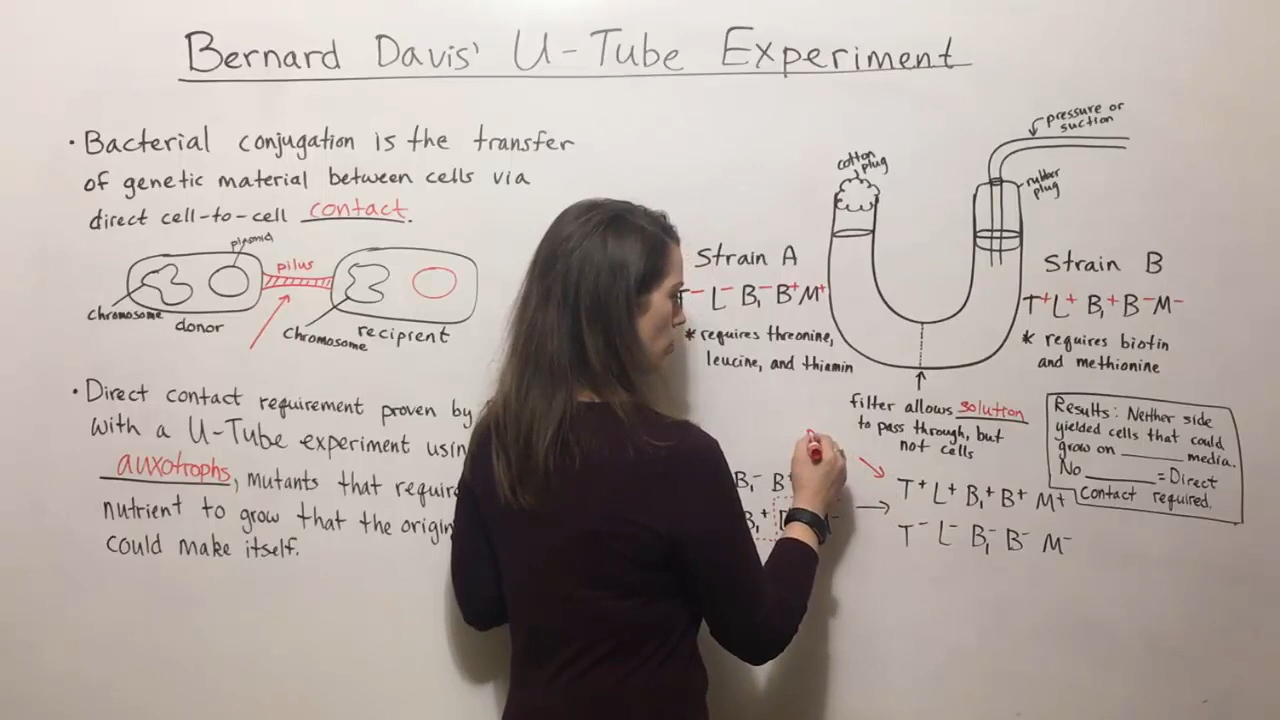 Bernard Davis' U-Tube Experiment
• Bacterial conjugation is the transfer
of genetic material between cells via
direct cell-to-cell contact.
plasmid
pilus
chromosome
donor
chromosome
recipient
• Direct contact requirement proven by
with a U-Tube experiment
auxotrophs, mutants that
nutrient to grow that the
could make itself.
pressure or
suction
cotton
plug
rubber
plug
Strain A
T⁻ L⁻ B₁⁻ B⁺ M⁺
* requires threonine,
leucine, and thiamin
Strain B
T⁺ L⁺ B₁⁺ B⁻ M⁻
* requires biotin
and methionine
filter allows solution
to pass through, but
not cells
Results: Neither side
yielded cells that could
grow on ______ media.
No ______ = Direct
Contact required.
B₁⁻
B₁⁺
→ T⁺ L⁺ B₁⁺ B⁺ M⁺
T⁻ L⁻ B₁⁻ B⁻ M⁻